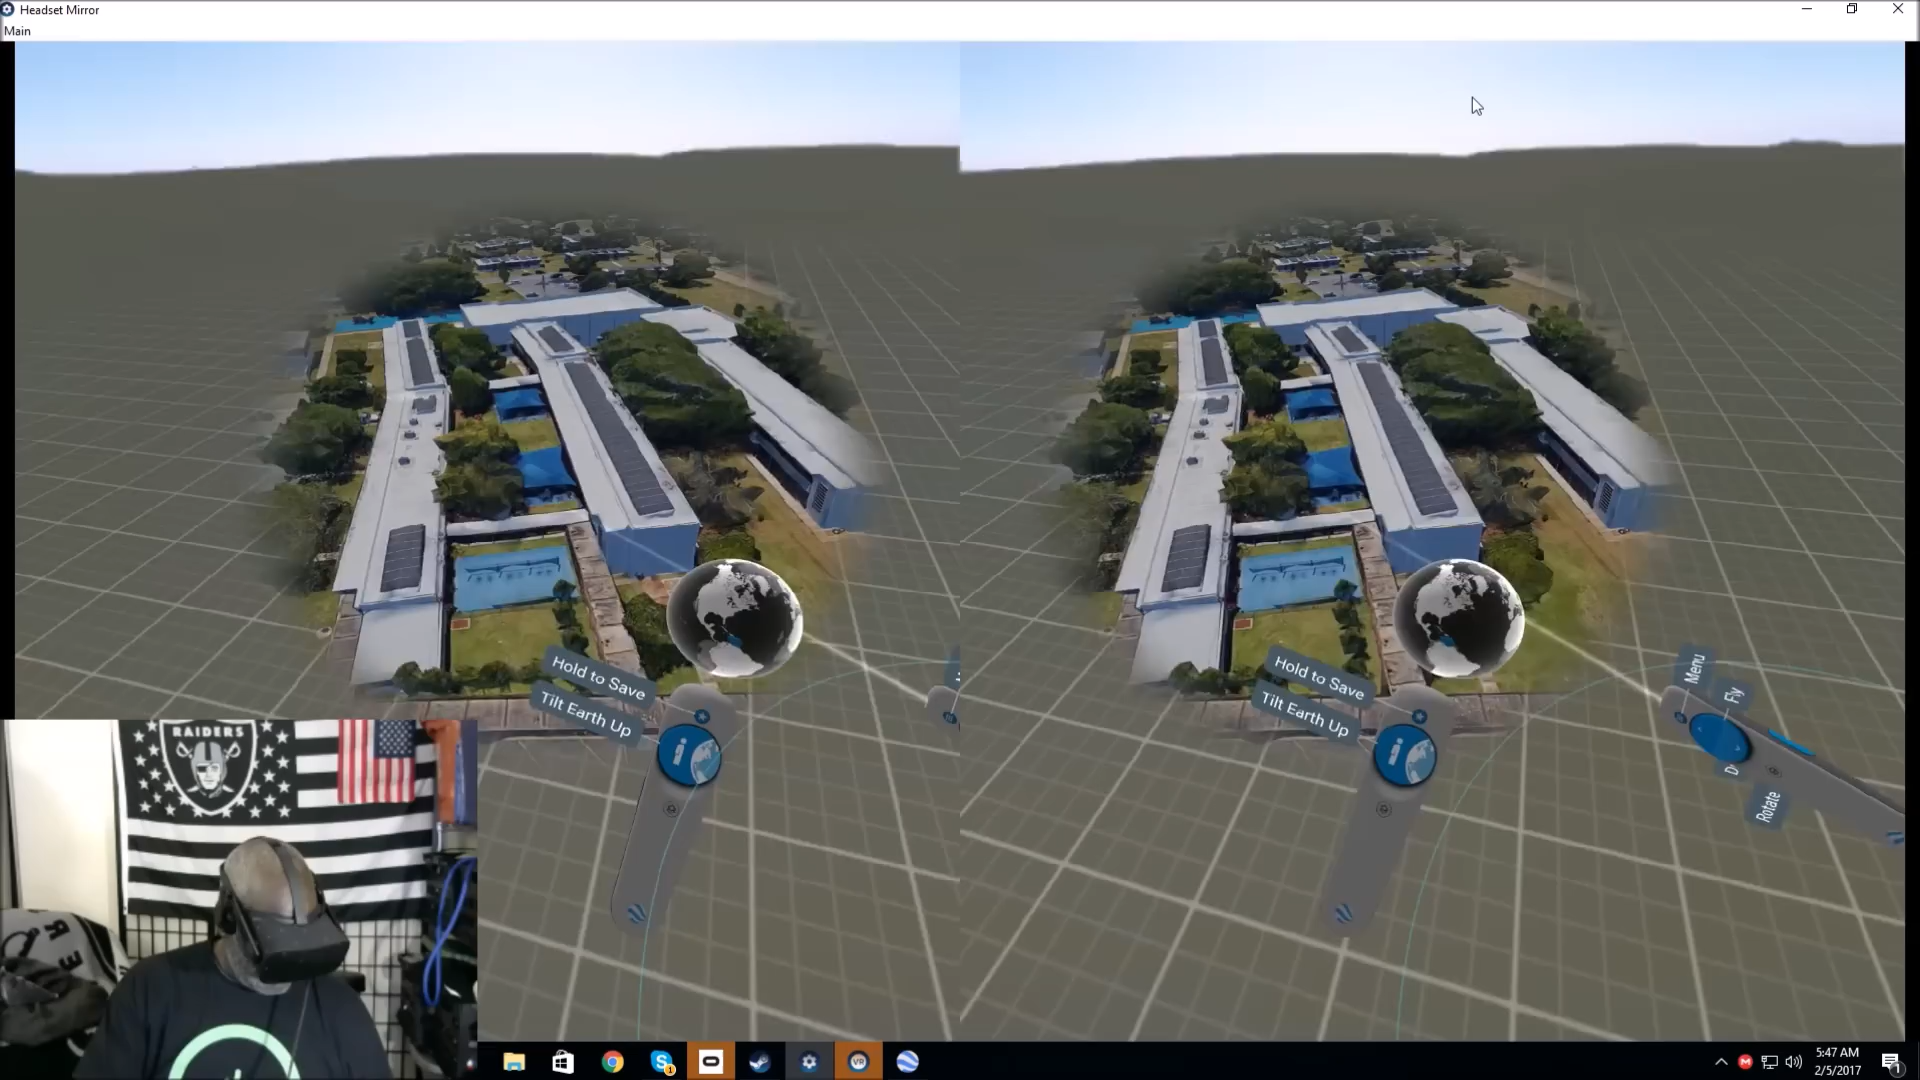 Headset Mirror
Main
Hold to Save
Tilt Earth Up
Hold to Save
Tilt Earth Up
Menu
Fly
Rotate
RAIDERS
5:47 AM
2/5/2017